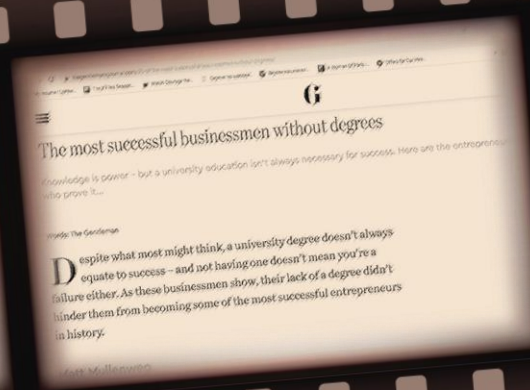 G
The most successful businessmen without degrees
Knowledge is power – but a university education isn't always necessary for success. Here are the entrepreneurs
who prove it...
Words: The Gentleman
Despite what most might think, a university degree doesn't always
equate to success – and not having one doesn't mean you're a
failure either. As these businessmen show, their lack of a degree didn't
hinder them from becoming some of the most successful entrepreneurs
in history.
Matt Mullenweg